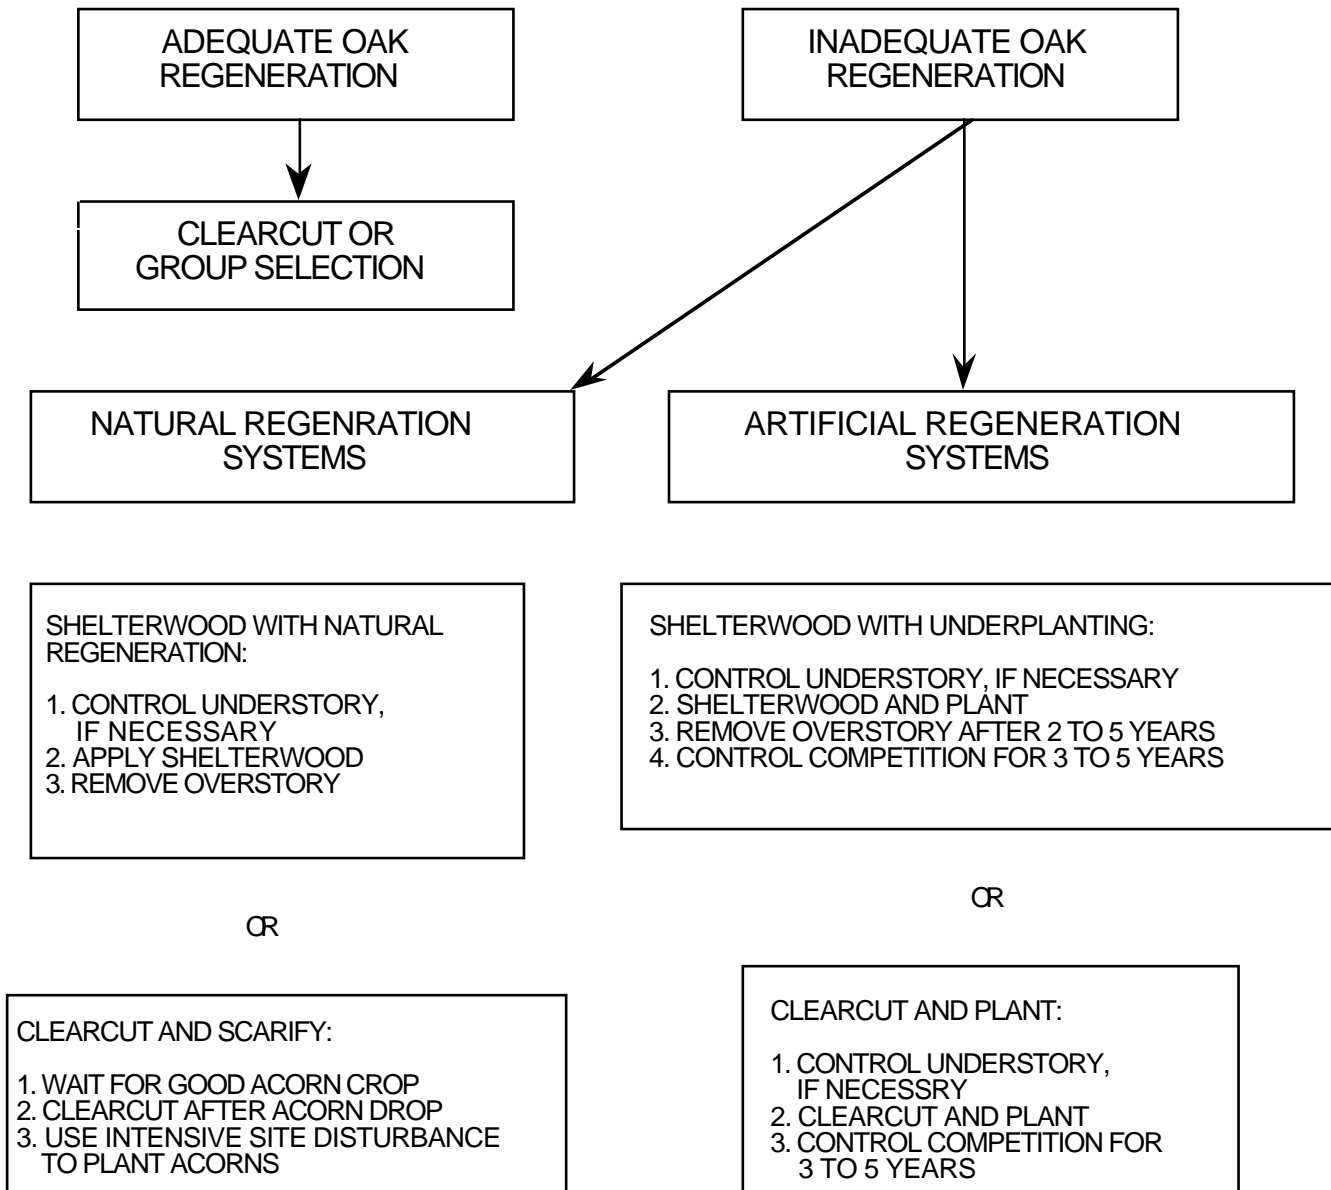 ADEQUATE OAK
REGENERATION
INADEQUATE OAK
REGENERATION
CLEARCUT OR
GROUP SELECTION
NATURAL REGENRATION
SYSTEMS
ARTIFICIAL REGENERATION
SYSTEMS
SHELTERWOOD WITH NATURAL
REGENERATION:
1. CONTROL UNDERSTORY,
IF NECESSARY
2. APPLY SHELTERWOOD
3. REMOVE OVERSTORY
SHELTERWOOD WITH UNDERPLANTING:
1. CONTROL UNDERSTORY, IF NECESSARY
2. SHELTERWOOD AND PLANT
3. REMOVE OVERSTORY AFTER 2 TO 5 YEARS
4. CONTROL COMPETITION FOR 3 TO 5 YEARS
OR
OR
CLEARCUT AND SCARIFY:
1. WAIT FOR GOOD ACORN CROP
2. CLEARCUT AFTER ACORN DROP
3. USE INTENSIVE SITE DISTURBANCE
TO PLANT ACORNS
CLEARCUT AND PLANT:
1. CONTROL UNDERSTORY,
IF NECESSRY
2. CLEARCUT AND PLANT
3. CONTROL COMPETITION FOR
3 TO 5 YEARS